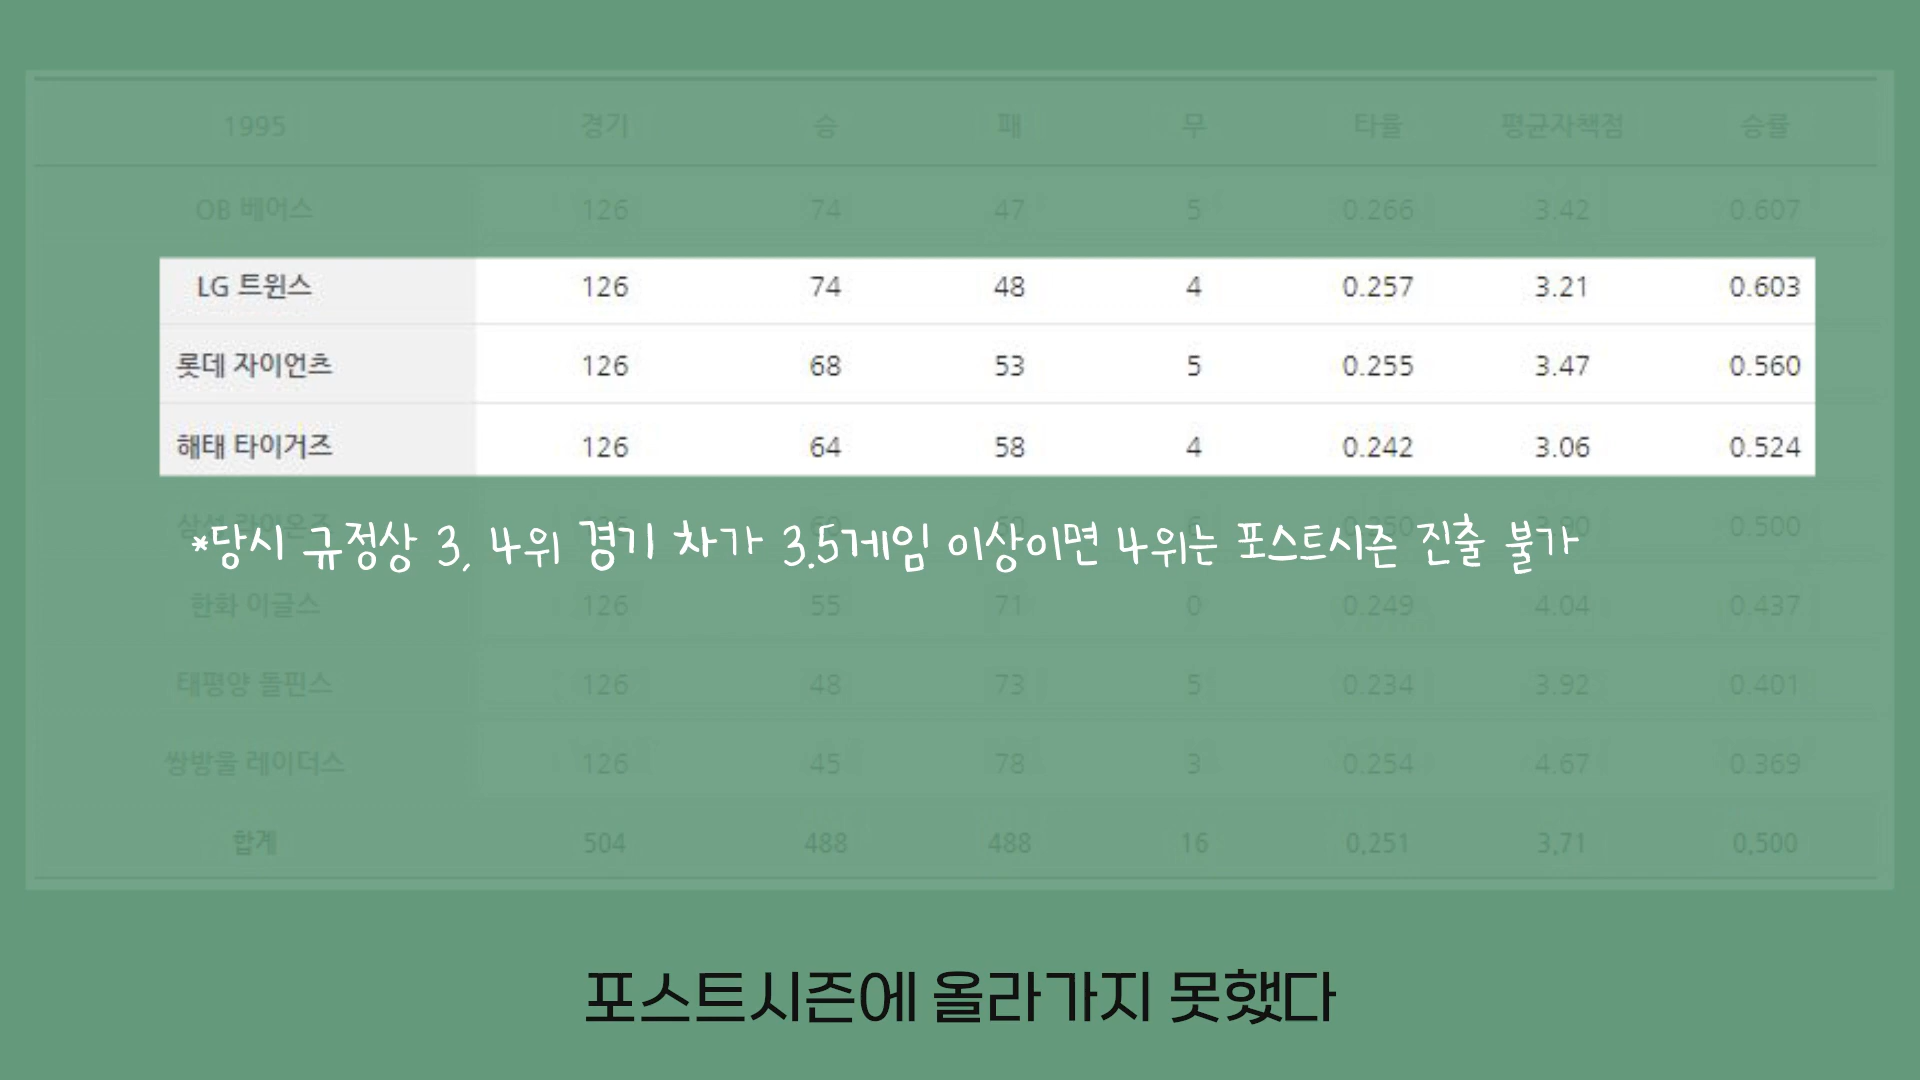 1995 경기 승 패 무 타율 평균자책점 승률
OB 베어스 126 74 47 5 0.266 3.42 0.607
LG 트윈스 126 74 48 4 0.257 3.21 0.603
롯데 자이언츠 126 68 53 5 0.255 3.47 0.560
해태 타이거즈 126 64 58 4 0.242 3.06 0.524
삼성 라이온즈 0.500
*당시 규정상 3, 4위 경기 차가 3.5게임 이상이면 4위는 포스트시즌 진출 불가
한화 이글스 126 55 71 0 0.249 4.04 0.437
태평양 돌핀스 126 48 73 5 0.234 3.92 0.401
쌍방울 레이더스 126 45 78 3 0.254 4.67 0.369
합계 504 488 488 16 0.251 3.71 0.500
포스트시즌에 올라가지 못했다